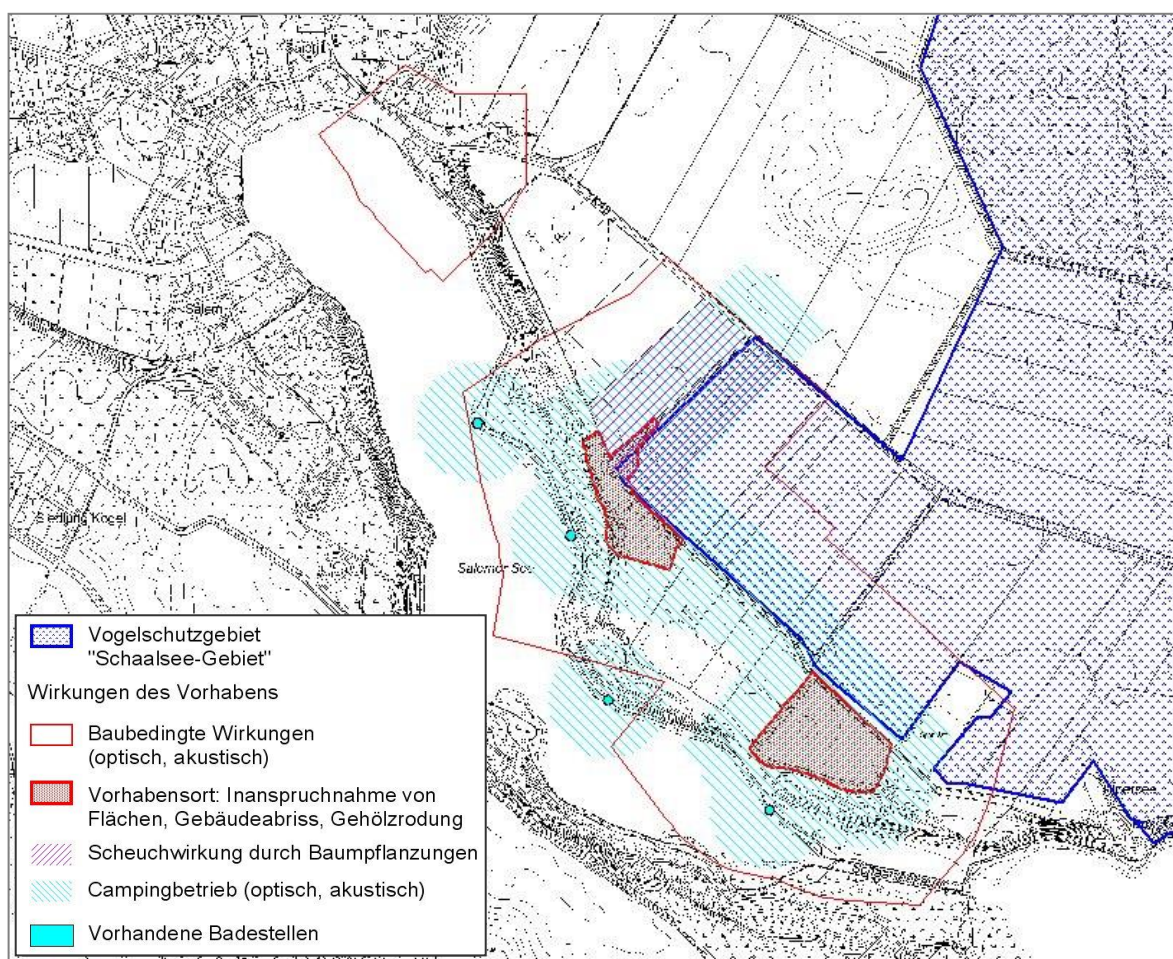 Salem
Siedlung Kogel
Salemer See
Vogelschutzgebiet
"Schaalsee-Gebiet"
Wirkungen des Vorhabens
Baubedingte Wirkungen
(optisch, akustisch)
Vorhabensort: Inanspruchnahme von
Flächen, Gebäudeabriss, Gehölzrodung
Scheuchwirkung durch Baumpflanzungen
Campingbetrieb (optisch, akustisch)
Vorhandene Badestellen